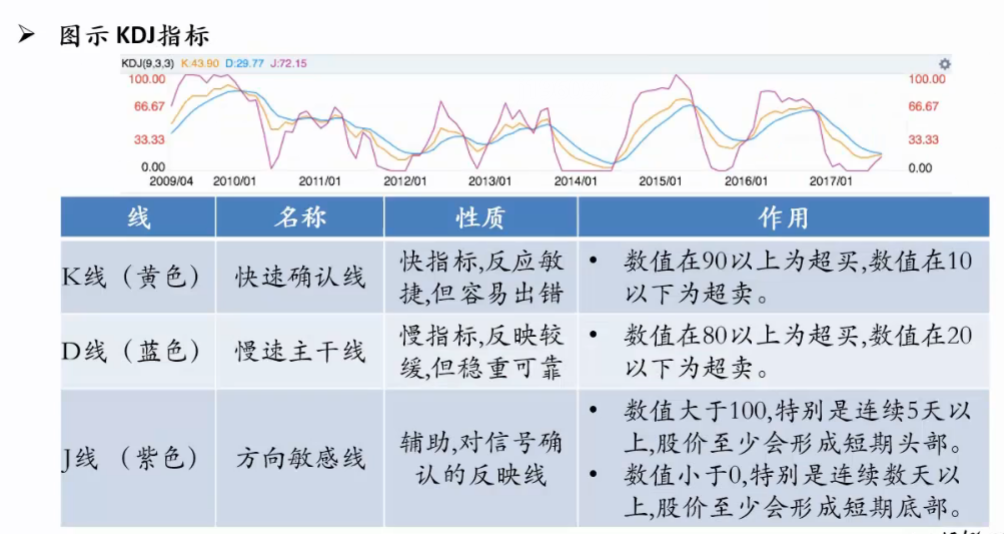 ➢ 图示 KDJ指标
KDJ(9,3,3) K:43.90 D:29.77 J:72.15
100.00 100.00
66.67 66.67
33.33 33.33
0.00 0.00
2009/04 2010/01 2011/01 2012/01 2013/01 2014/01 2015/01 2016/01 2017/01
线 名称 性质 作用
K线（黄色） 快速确认线
快指标,反应敏
捷,但容易出错
• 数值在90以上为超买,数值在10
以下为超卖。
D线（蓝色） 慢速主干线
慢指标,反映较
缓,但稳重可靠
• 数值在80以上为超买,数值在20
以下为超卖。
J线 （紫色） 方向敏感线
辅助,对信号确
认的反映线
• 数值大于100,特别是连续5天以
上,股价至少会形成短期头部。
• 数值小于0,特别是连续数天以
上,股价至少会形成短期底部。